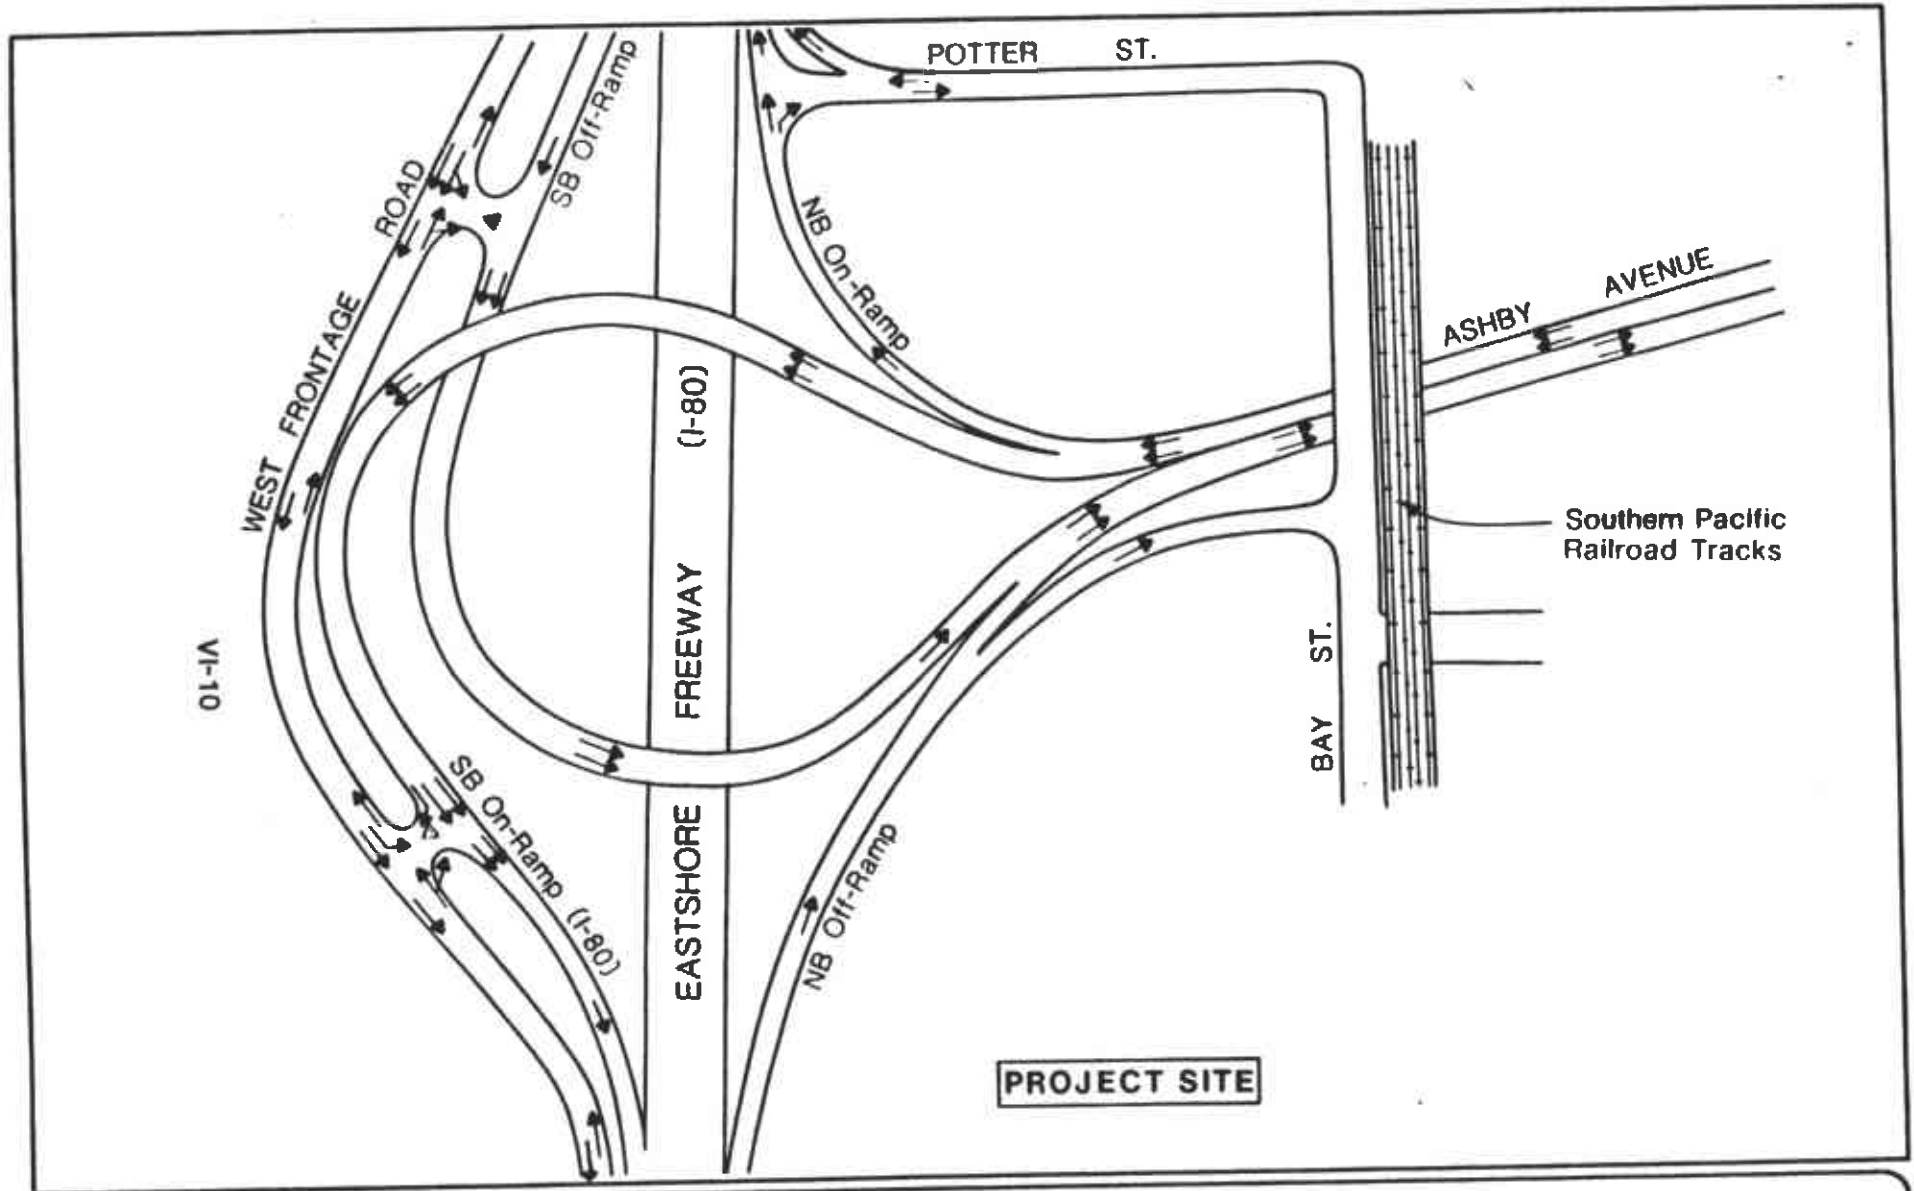 POTTER ST.
SB Off-Ramp
ROAD
NB On-Ramp
ASHBY AVENUE
WEST FRONTAGE
(I-80)
Southern Pacific
Railroad Tracks
FREEWAY
BAY ST.
VI-10
SB On-Ramp (I-80)
EASTSHORE
NB Off-Ramp
PROJECT SITE